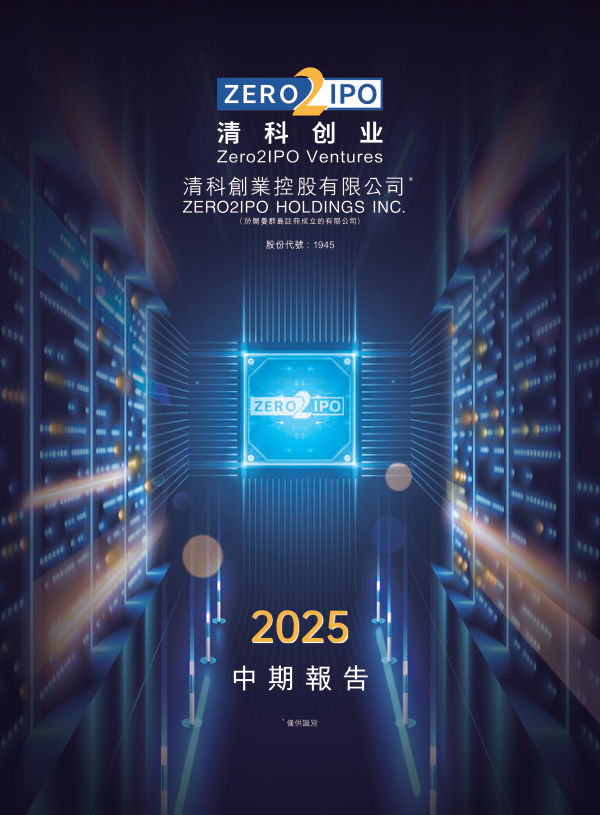 ZERO2IPO
清科创业
Zero2IPO Ventures
清科創業控股有限公司*
ZERO2IPO HOLDINGS INC.
（於開曼群島註冊成立的有限公司）
股份代號：1945
ZERO2IPO
2025
中期報告
* 僅供識別